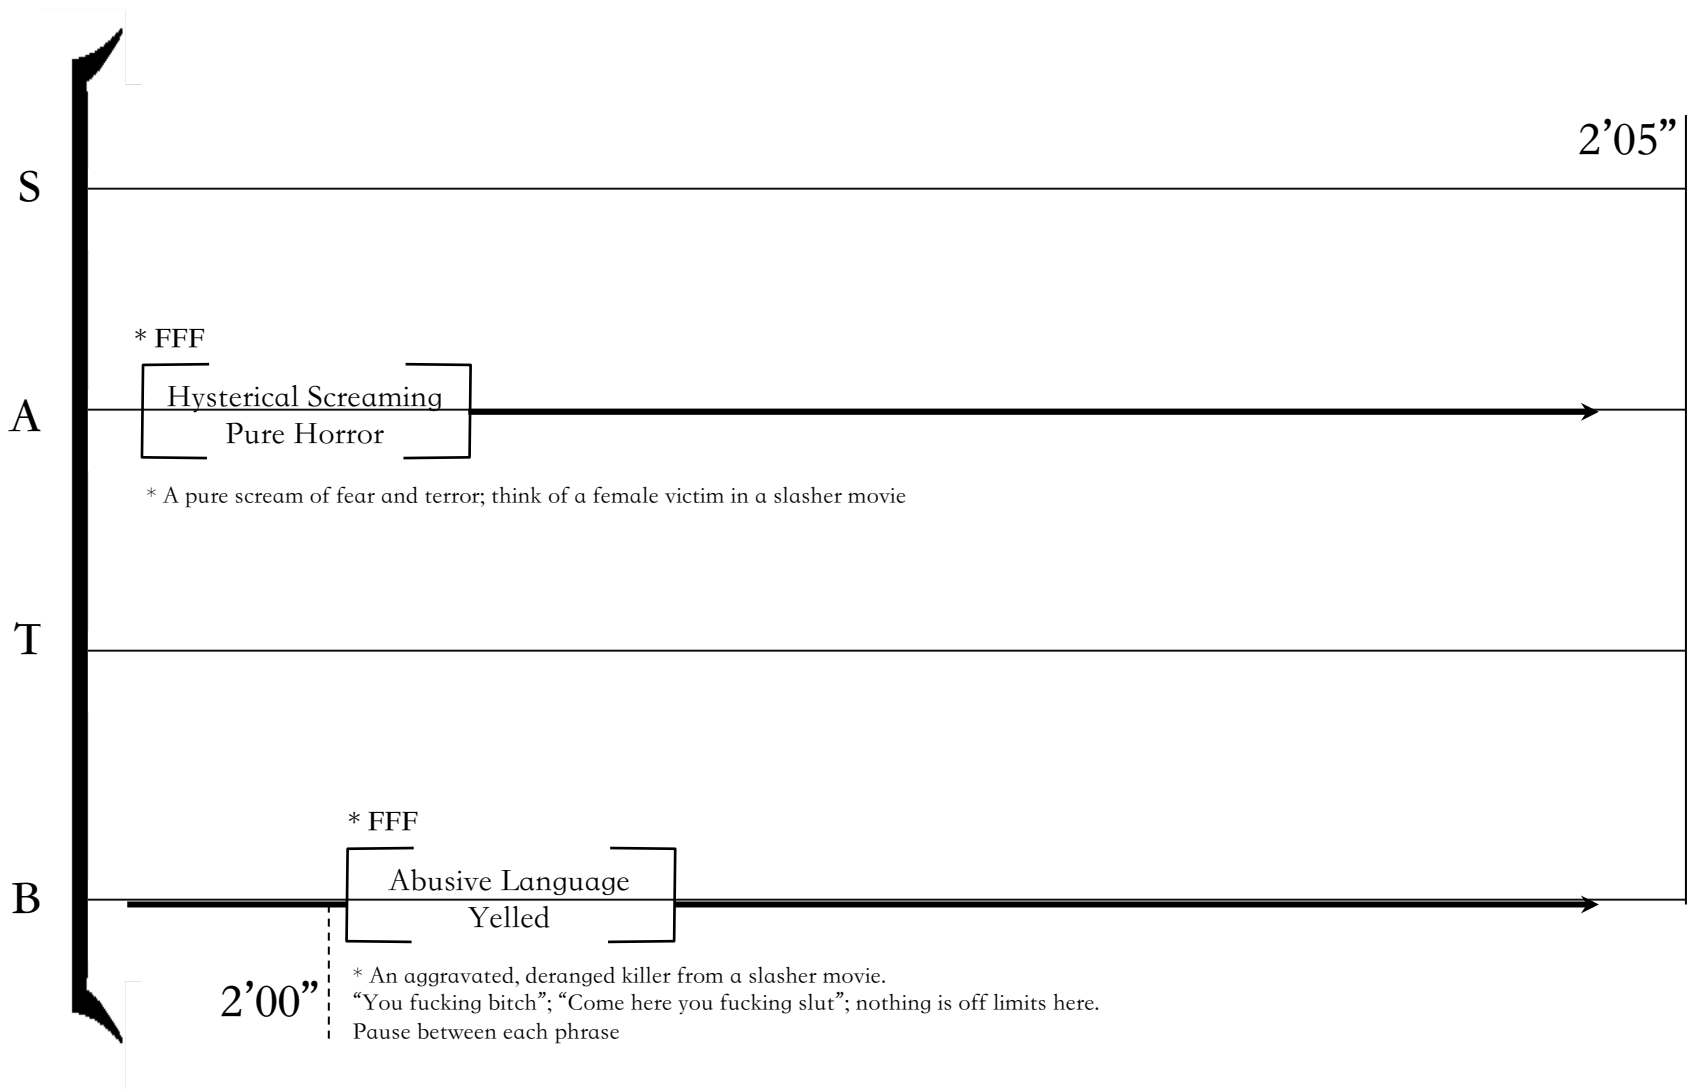 2’05”
S
* FFF
Hysterical Screaming
A
Pure Horror
* A pure scream of fear and terror; think of a female victim in a slasher movie
T
* FFF
Abusive Language
B
Yelled
* An aggravated, deranged killer from a slasher movie.
2’00”
“You fucking bitch”; “Come here you fucking slut”; nothing is off limits here.
Pause between each phrase